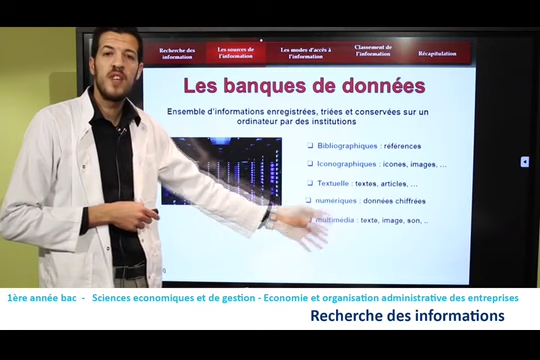 Recherche des information
Les sources de l'information
Les modes d'accès à l'information
Classement de l'information
Récapitulation
Les banques de données
Ensemble d'informations enregistrées, triées et conservées sur un
ordinateur par des institutions
Bibliographiques : références
Iconographiques : icones, images, ...
Textuelle : textes, articles, ...
numériques : données chiffrées
multimédia : texte, image, son, ..
1ère année bac - Sciences economiques et de gestion - Economie et organisation administrative des entreprises
Recherche des informations